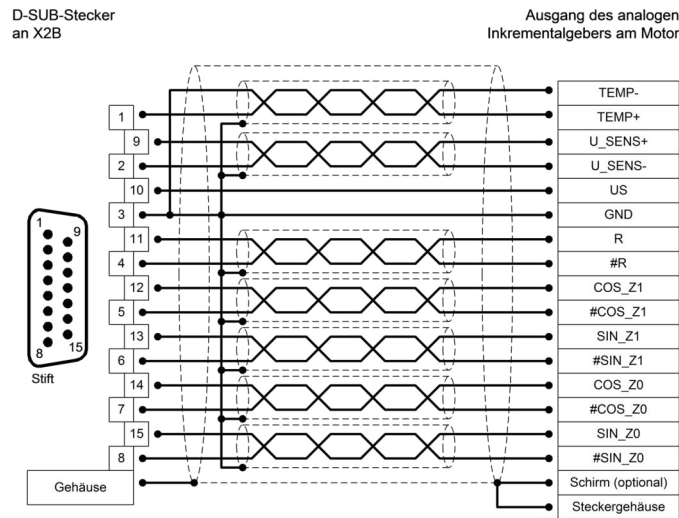 D-SUB-Stecker
an X2B
Ausgang des analogen
Inkrementalgebers am Motor
TEMP-
1
TEMP+
9
U_SENS+
2
U_SENS-
10
US
3
GND
11
R
4
#R
12
COS_Z1
5
#COS_Z1
13
SIN_Z1
6
#SIN_Z1
14
COS_Z0
7
#COS_Z0
15
SIN_Z0
8
#SIN_Z0
1
9
8
15
Stift
Gehäuse
Schirm (optional)
Steckergehäuse